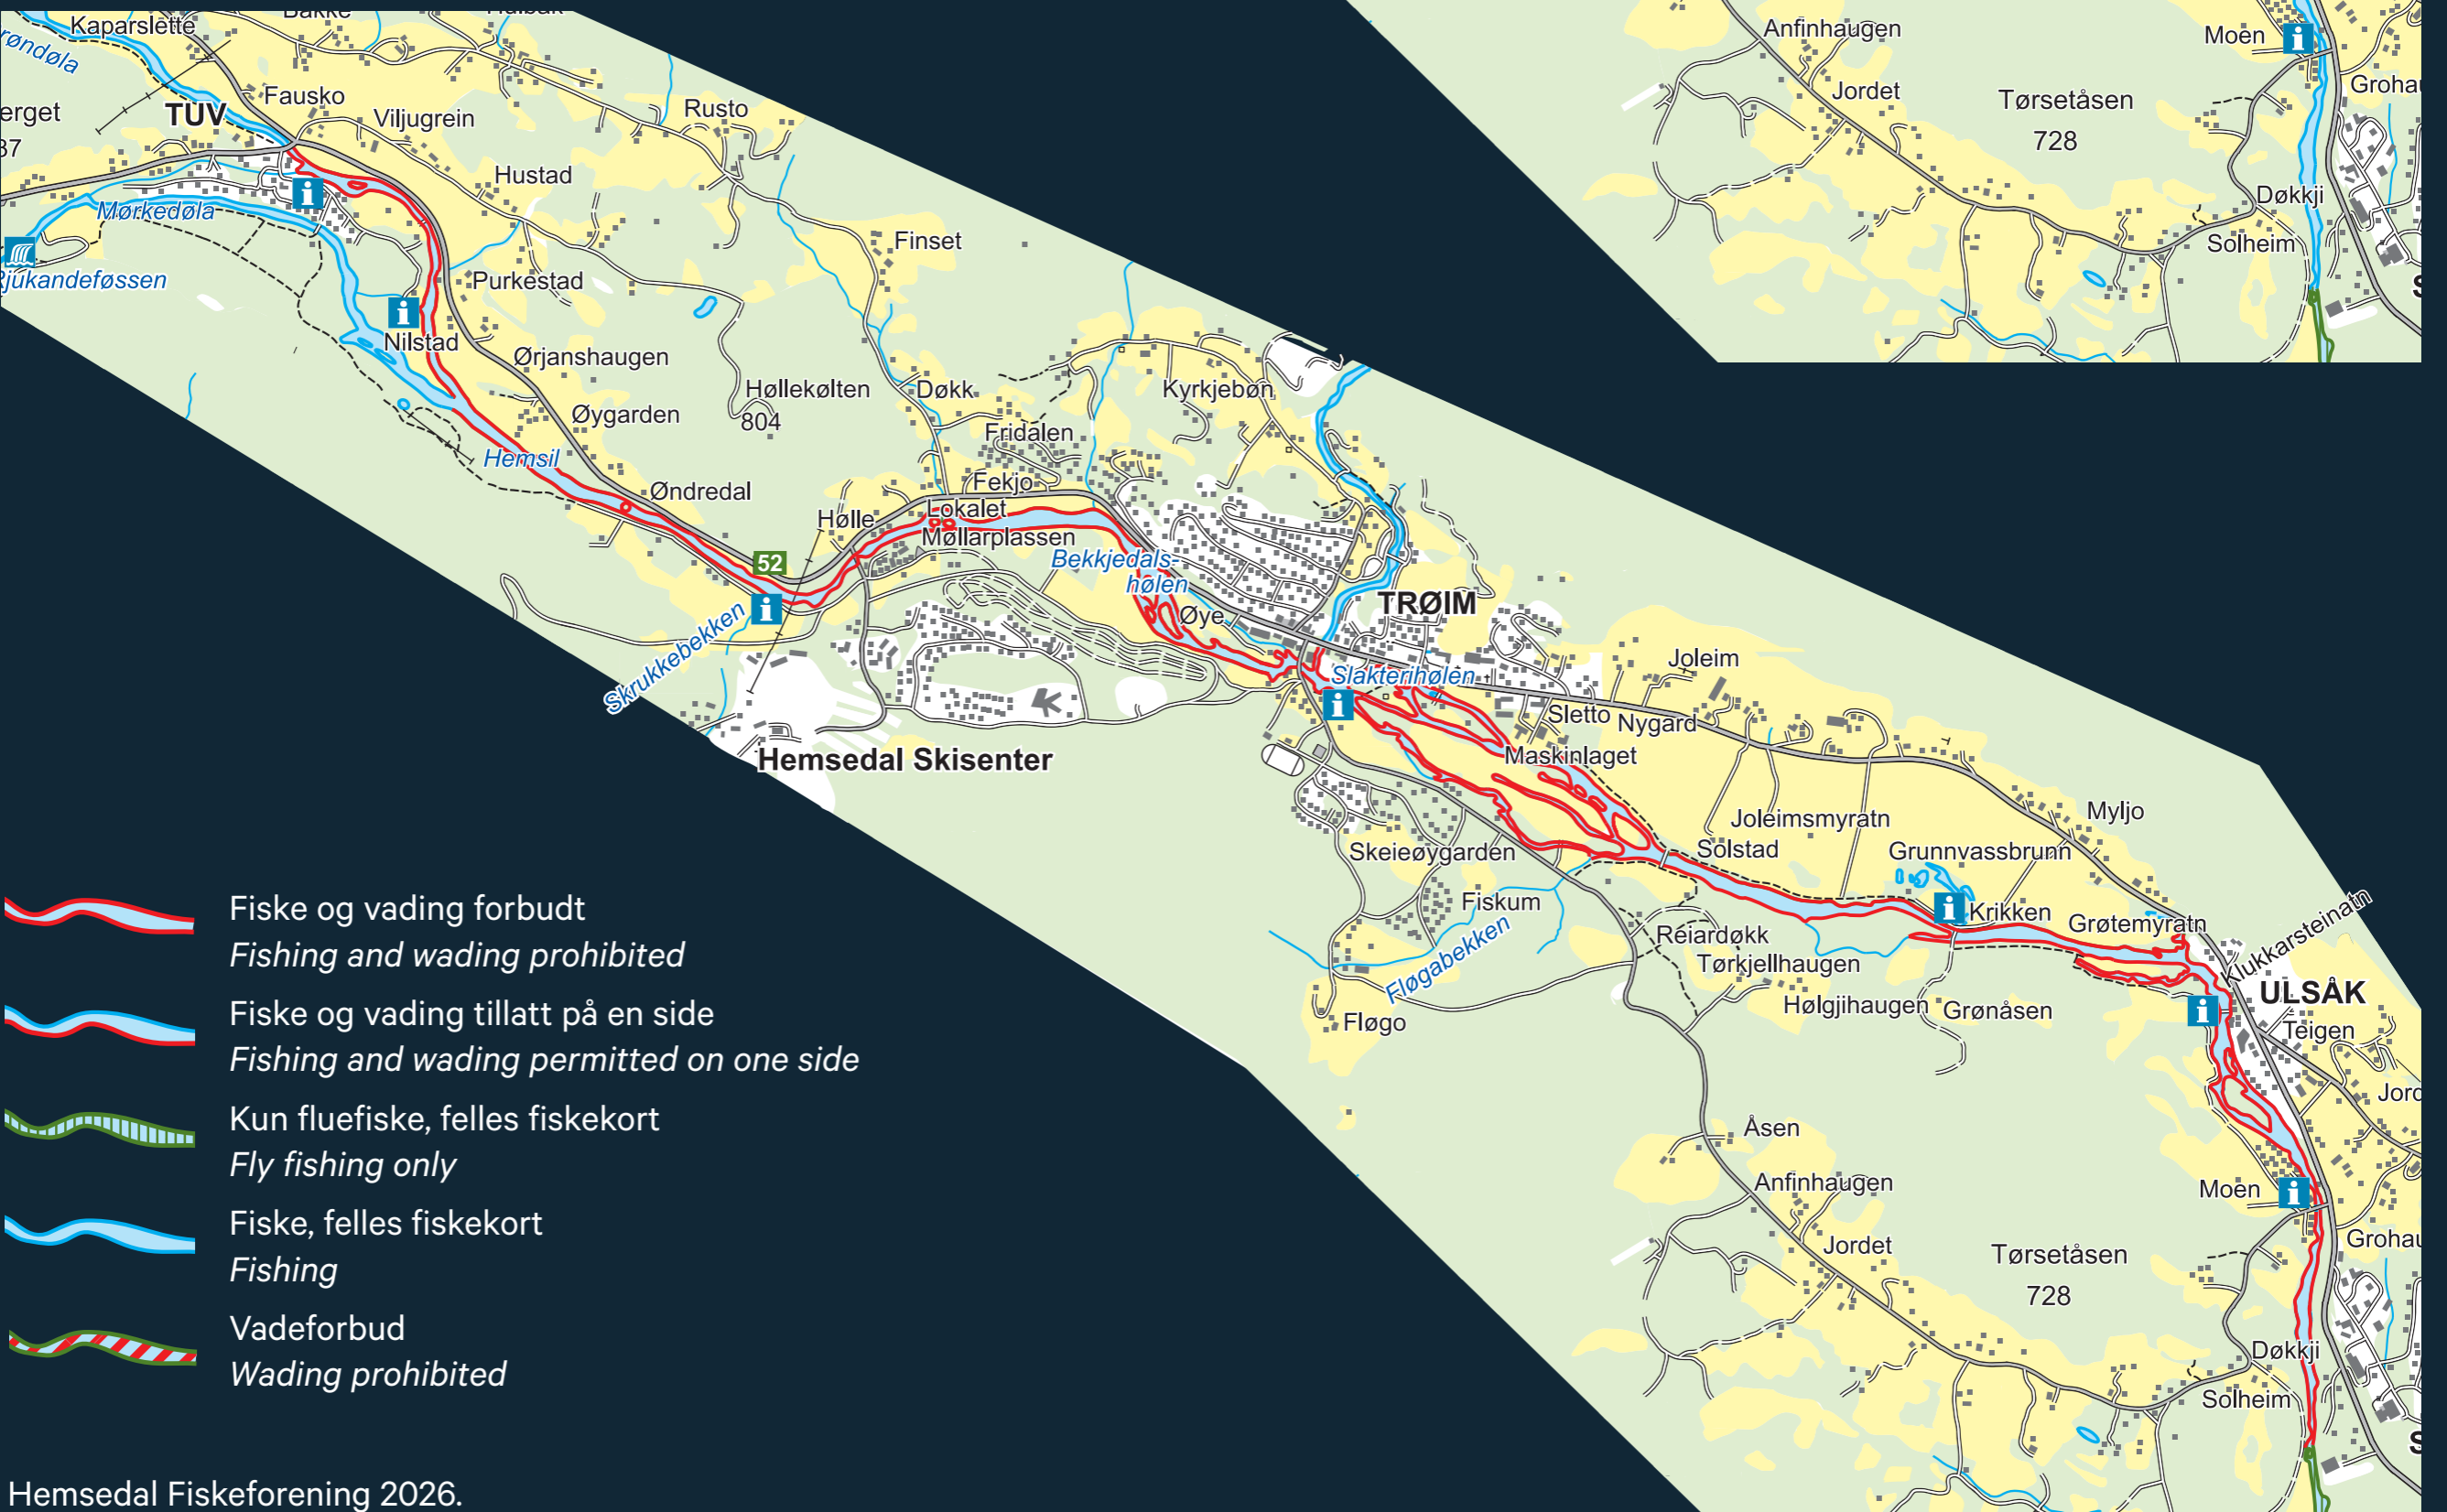 Kaparslette
Bakke
TUV
Fausko
Viljugrein
Rusto
Hustad
Mørkedøla
Finset
Purkestad
Nilstad
Ørjanshaugen
Høllekølten
804
Døkk
Kyrkjebøn
Øygarden
Fridalen
Hemsil
Øndredal
Fekjo
Hølle
Lokalet
Møllarplassen
52
Bekkjedals-
hølen
Øye
TRØIM
Skrukkebekken
Slakterihølen
Joleim
Sletto
Nygard
Hemsedal Skisenter
Maskinlaget
Myljo
Joleimsmyratn
Skeieøygarden
Solstad
Grunnvassbrunn
Fiskum
Krikken
Grøtemyratn
Klukkarsteinatn
Reiardøkk
Fløgabekken
Tørkjellhaugen
ULSÅK
Hølgjihaugen
Grønåsen
Teigen
Fløgo
Åsen
Anfinhaugen
Moen
Jordet
Tørsetåsen
728
Døkkji
Solheim
Anfinhaugen
Moen
Jordet
Tørsetåsen
728
Døkkji
Solheim
Fiske og vading forbudt
Fishing and wading prohibited
Fiske og vading tillatt på en side
Fishing and wading permitted on one side
Kun fluefiske, felles fiskekort
Fly fishing only
Fiske, felles fiskekort
Fishing
Vadeforbud
Wading prohibited
Hemsedal Fiskeforening 2026.